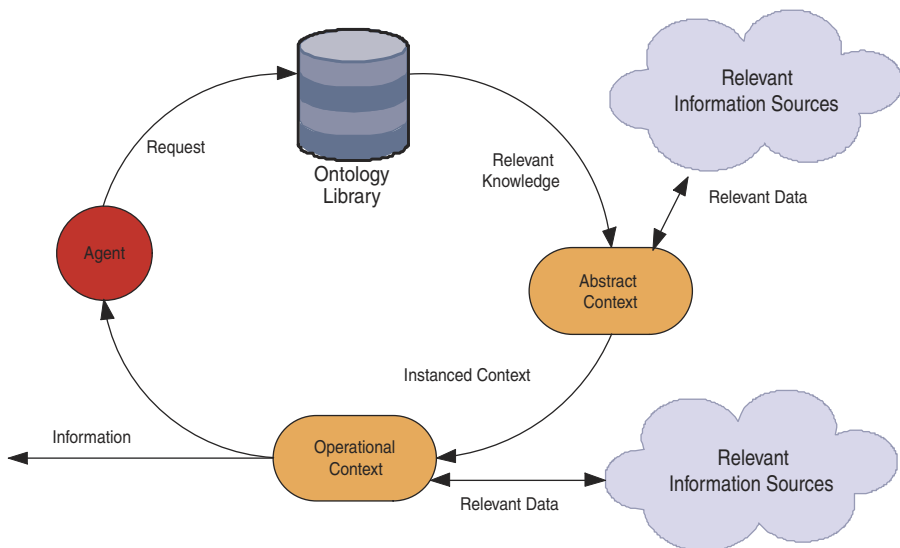 Relevant
Information Sources
Request
Ontology
Library
Relevant
Knowledge
Relevant Data
Agent
Abstract
Context
Instanced Context
Information
Operational
Context
Relevant Data
Relevant
Information Sources